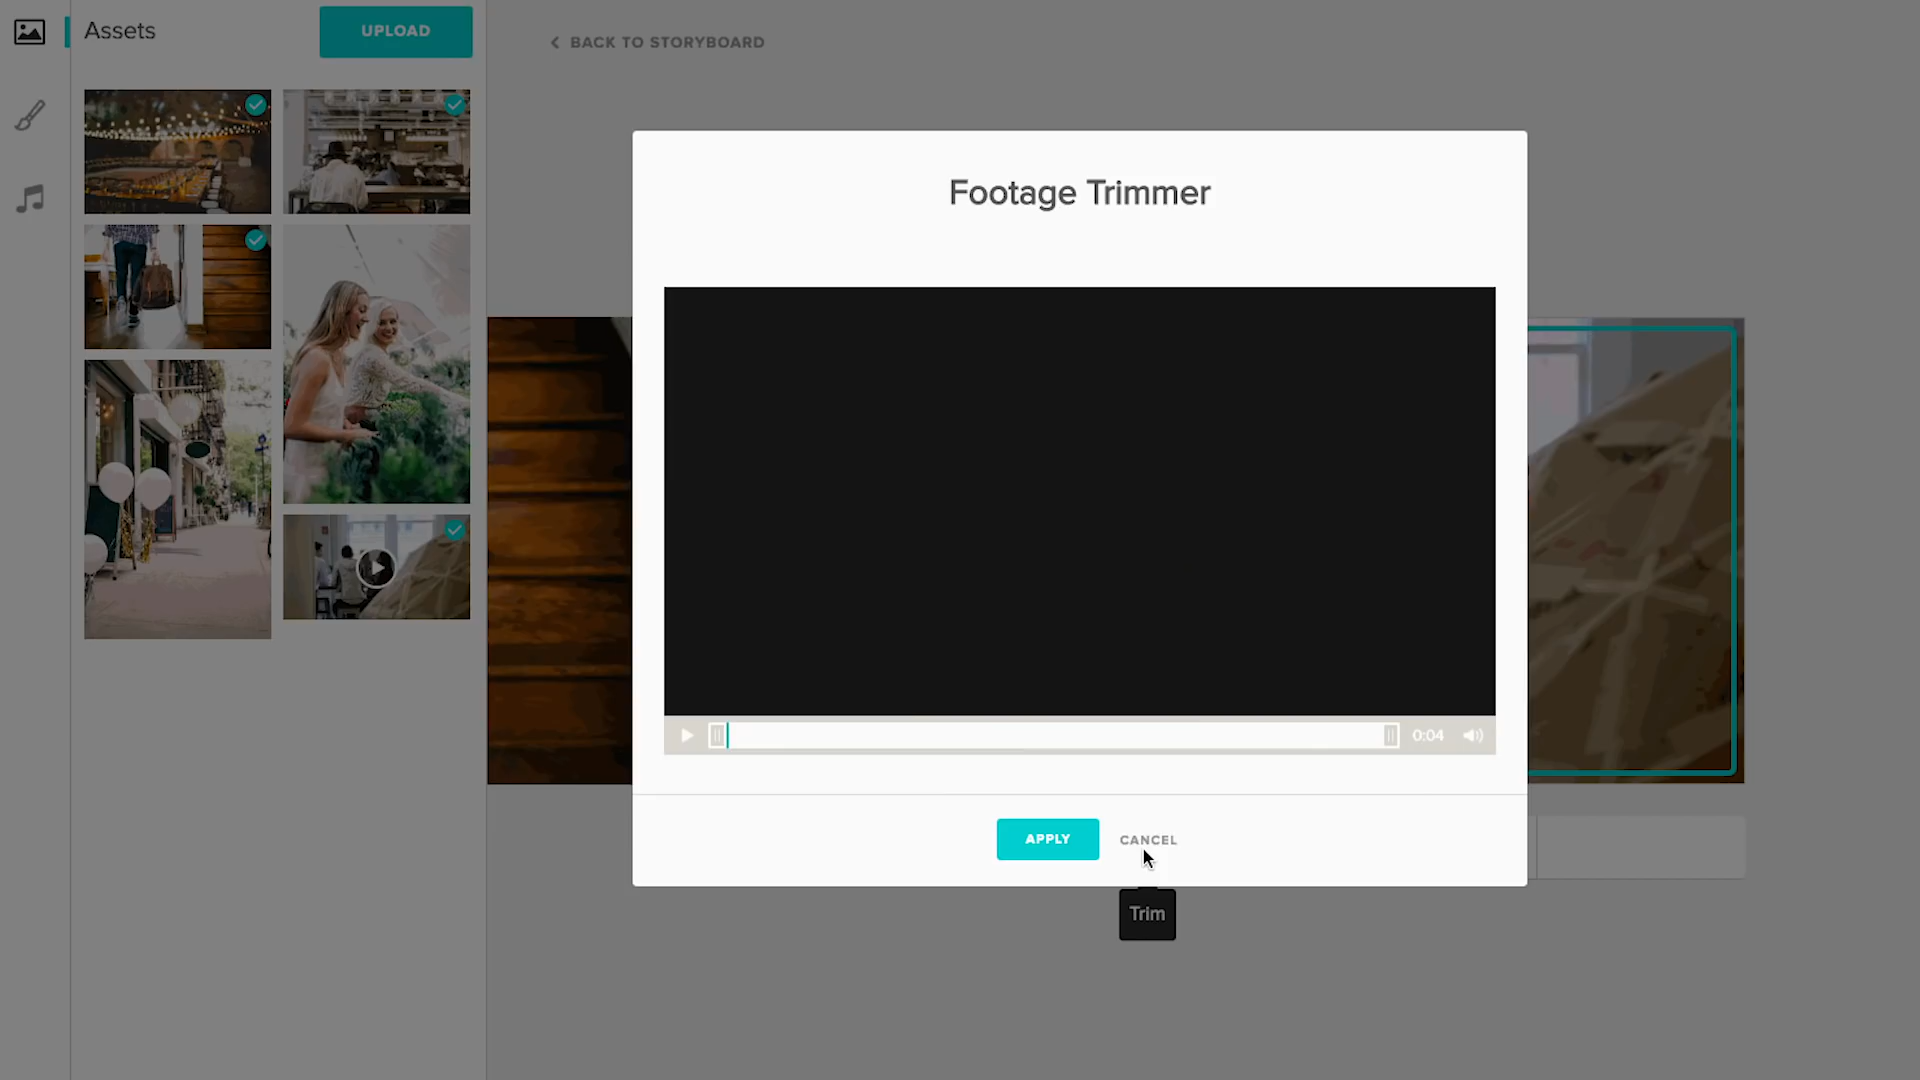 Assets
UPLOAD
BACK TO STORYBOARD
Footage Trimmer
0:04
APPLY
CANCEL
Trim